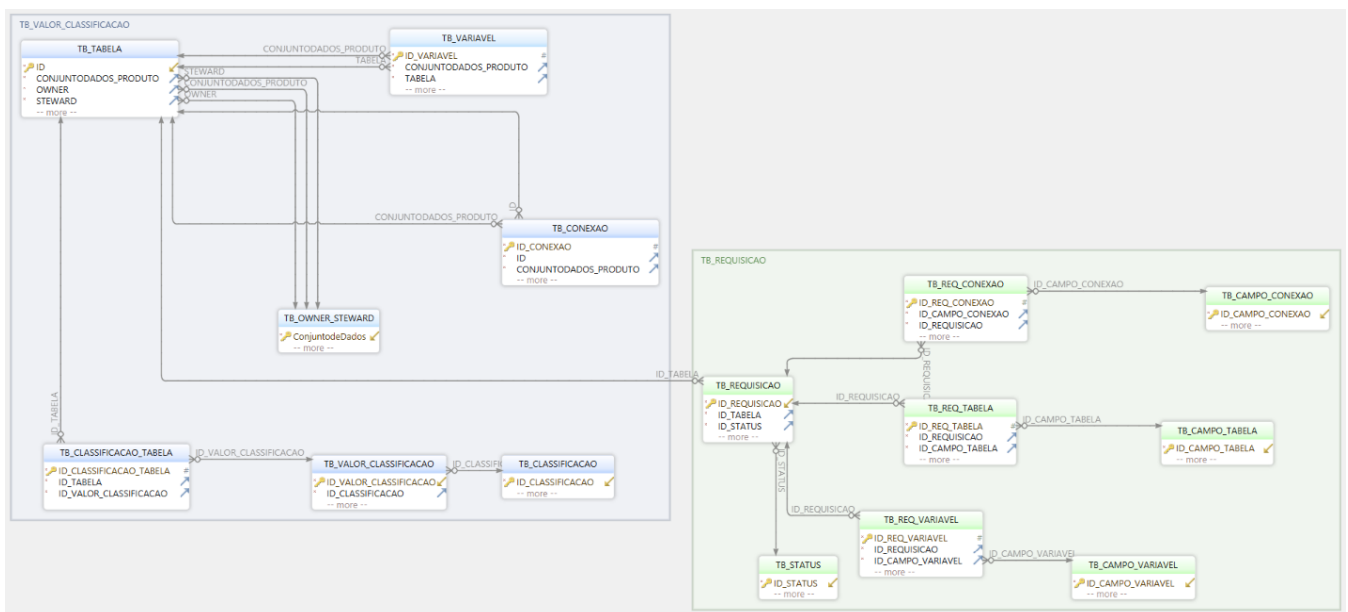 TB_VALOR_CLASSIFICACAO
TB_TABELA
ID
CONJUNTODADOS_PRODUTO
OWNER
STEWARD
-- more --
CONJUNTODADOS_PRODUTO
TABELA
STEWARD
CONJUNTODADOS_PRODUTO
OWNER
TB_VARIAVEL
ID_VARIAVEL #
CONJUNTODADOS_PRODUTO
TABELA
-- more --
ID
CONJUNTODADOS_PRODUTO
TB_CONEXAO
ID_CONEXAO #
ID
CONJUNTODADOS_PRODUTO
-- more --
TB_OWNER_STEWARD
ConjuntodeDados
-- more --
ID_TABELA
ID_TABELA
TB_CLASSIFICACAO_TABELA
ID_CLASSIFICACAO_TABELA #
ID_TABELA
ID_VALOR_CLASSIFICACAO
ID_VALOR_CLASSIFICACAO
TB_VALOR_CLASSIFICACAO
ID_VALOR_CLASSIFICACAO
ID_CLASSIFICACAO
-- more --
ID_CLASSIFI
TB_CLASSIFICACAO
ID_CLASSIFICACAO
-- more --
TB_REQUISICAO
TB_REQ_CONEXAO
ID_REQ_CONEXAO #
ID_CAMPO_CONEXAO
ID_REQUISICAO
-- more --
ID_CAMPO_CONEXAO
TB_CAMPO_CONEXAO
ID_CAMPO_CONEXAO
-- more --
ID_REQUISIC
TB_REQUISICAO
ID_REQUISICAO
ID_TABELA
ID_STATUS
-- more --
ID_REQUISICAO
TB_REQ_TABELA
ID_REQ_TABELA #
ID_REQUISICAO
ID_CAMPO_TABELA
-- more --
ID_CAMPO_TABELA
TB_CAMPO_TABELA
ID_CAMPO_TABELA
-- more --
ID_STATUS
ID_REQUISICAO
TB_REQ_VARIAVEL
ID_REQ_VARIAVEL #
ID_REQUISICAO
ID_CAMPO_VARIAVEL
-- more --
ID_CAMPO_VARIAVEL
TB_STATUS
ID_STATUS
-- more --
TB_CAMPO_VARIAVEL
ID_CAMPO_VARIAVEL
-- more --